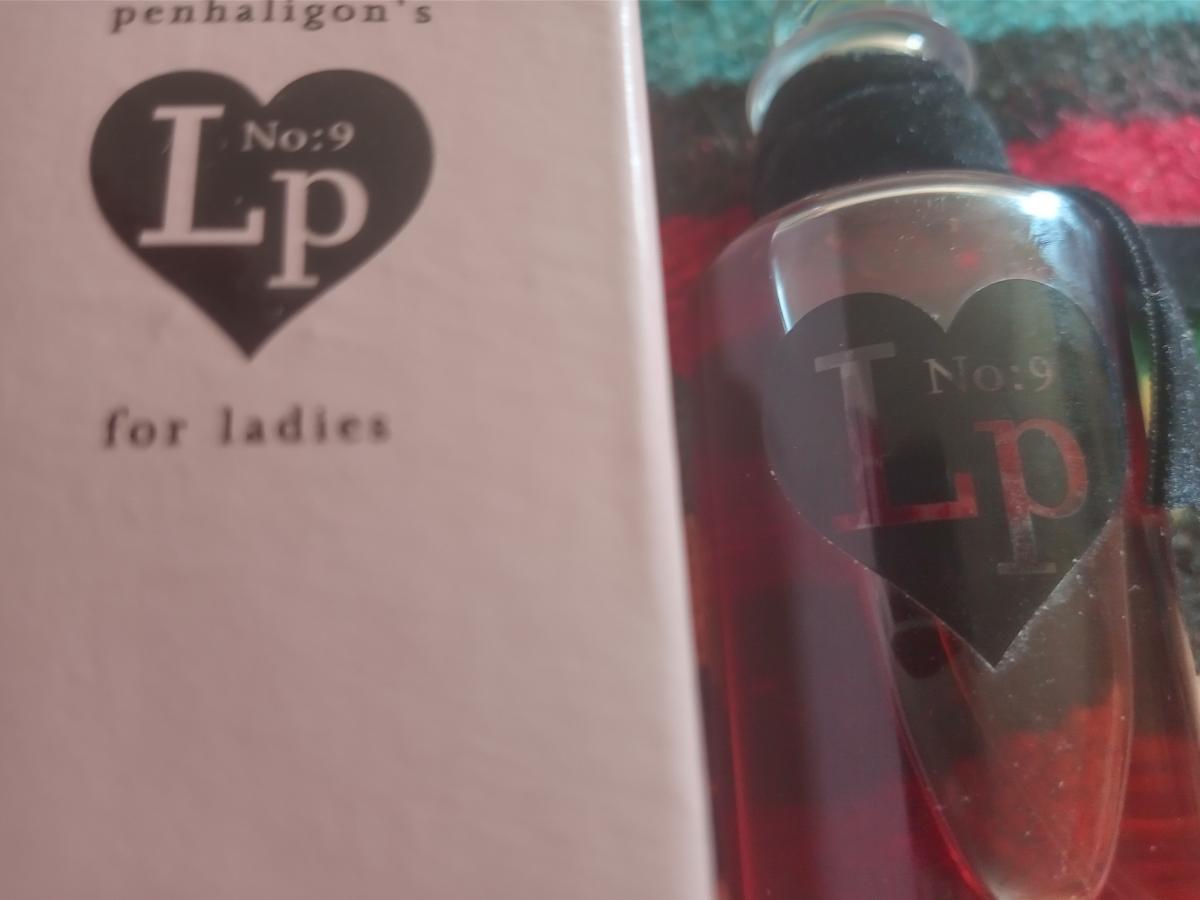 penhaligon's
No:9
Lp
for ladies
No:9
Lp